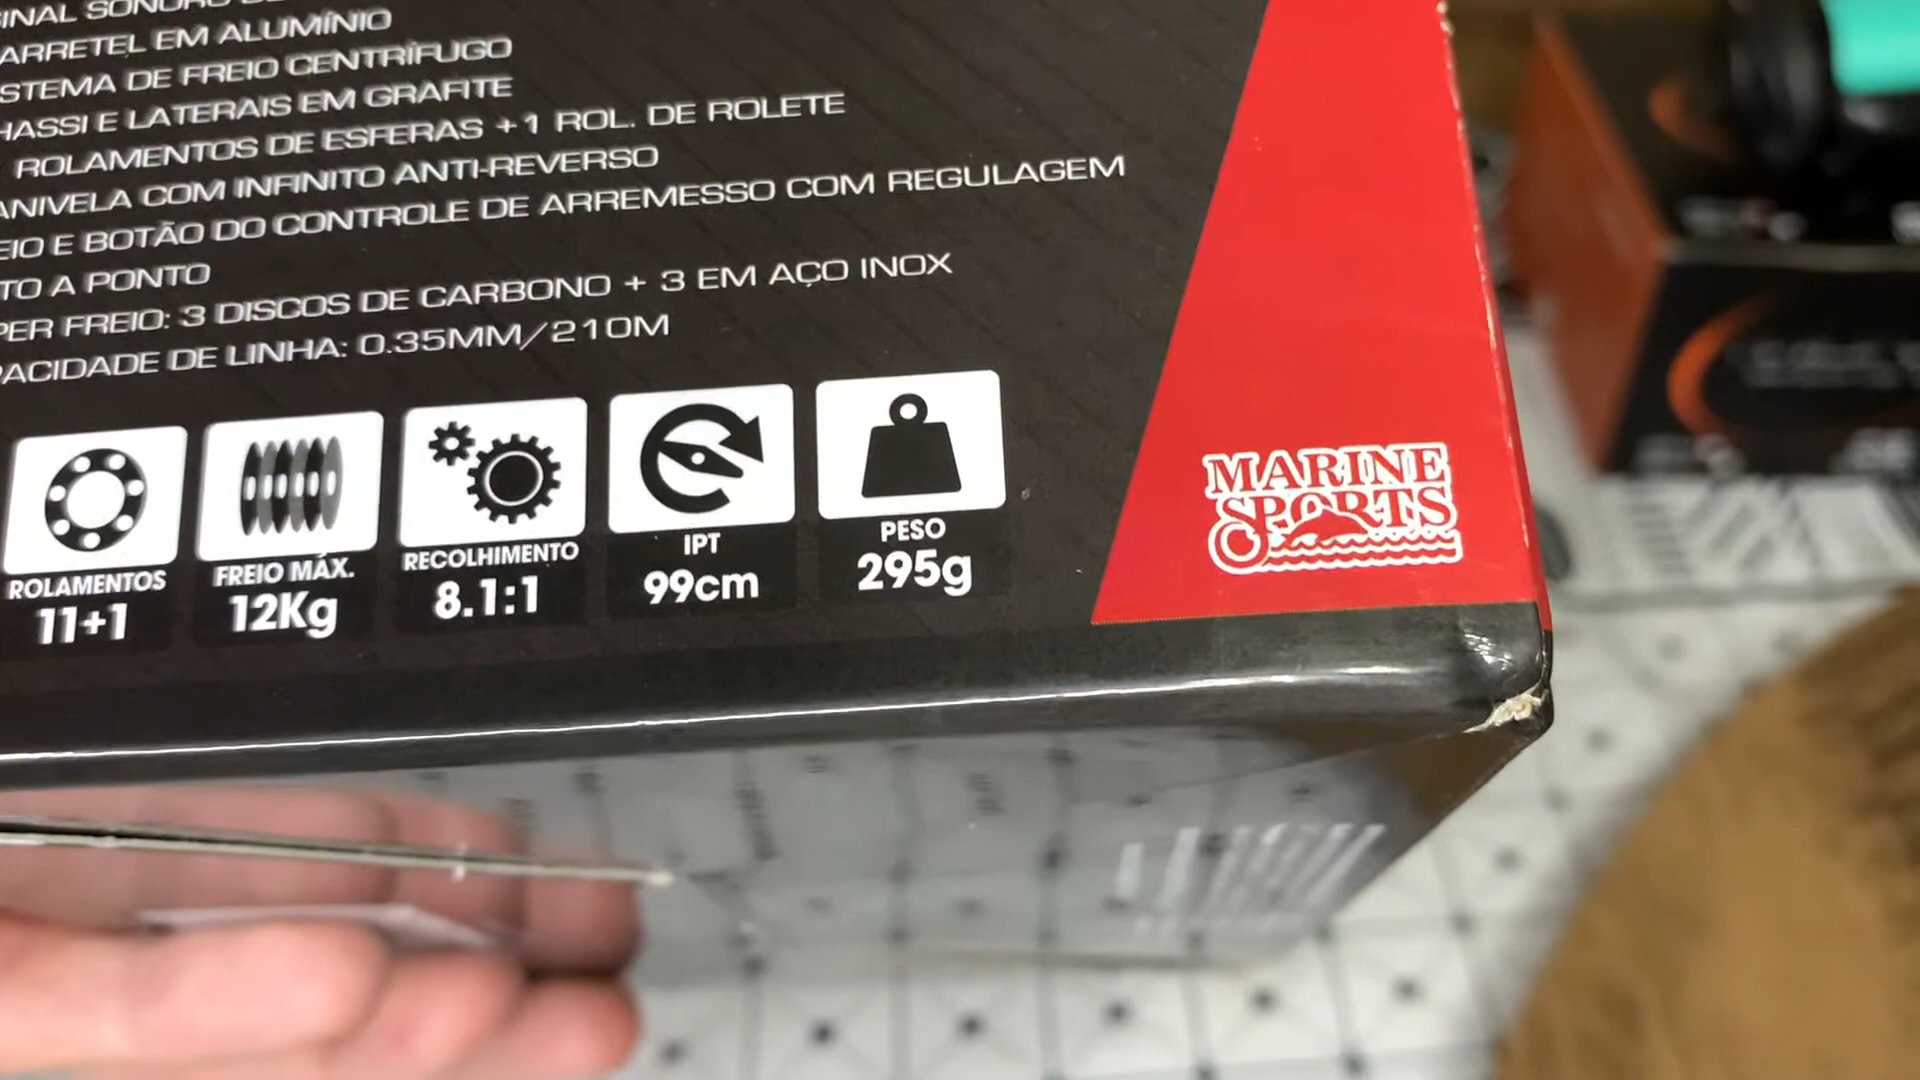 INAL SONORO
ARRETEL EM ALUMÍNIO
STEMA DE FREIO CENTRÍFUGO
HASSI E LATERAIS EM GRAFITE
ROLAMENTOS DE ESFERAS +1 ROL. DE ROLETE
ANIVELA COM INFINITO ANTI-REVERSO
EIO E BOTÃO DO CONTROLE DE ARREMESSO COM REGULAGEM
TO A PONTO
PER FREIO: 3 DISCOS DE CARBONO + 3 EM AÇO INOX
PACIDADE DE LINHA: 0.35MM/210M
ROLAMENTOS
11+1
FREIO MÁX.
12Kg
RECOLHIMENTO
8.1:1
IPT
99cm
PESO
295g
MARINE
SPORTS